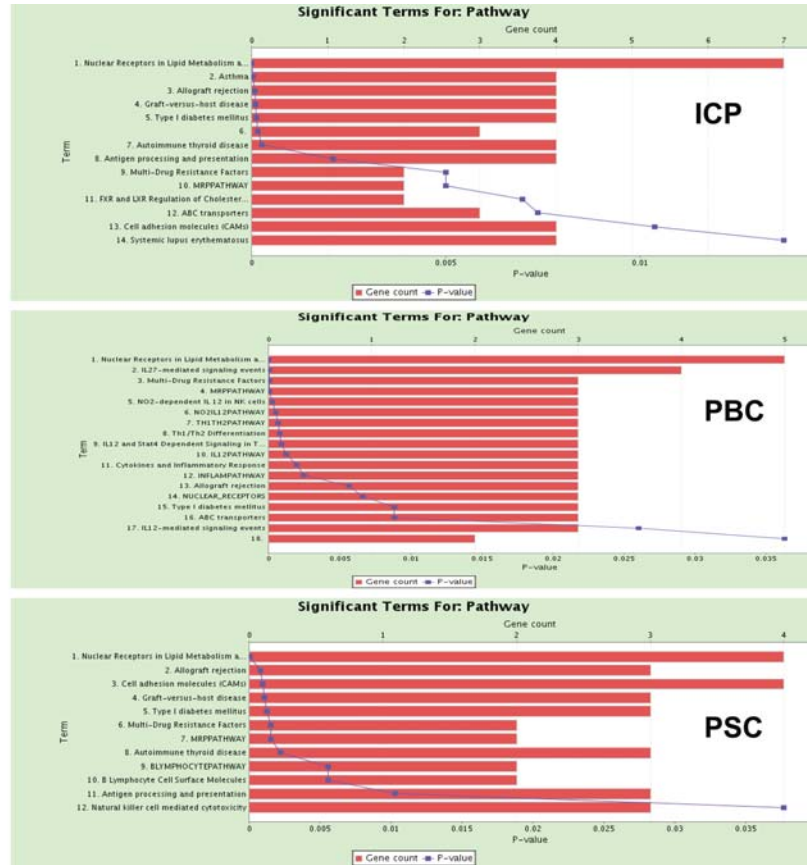 Significant Terms For: Pathway
Gene count
0 1 2 3 4 5 6 7
1. Nuclear Receptors in Lipid Metabolism a...
2. Asthma
3. Allograft rejection
4. Graft-versus-host disease
5. Type I diabetes mellitus
6.
7. Autoimmune thyroid disease
8. Antigen processing and presentation
9. Multi-Drug Resistance Factors
10. MRPPATHWAY
11. FXR and LXR Regulation of Cholester...
12. ABC transporters
13. Cell adhesion molecules (CAMs)
14. Systemic lupus erythematosus
Term
ICP
0 0.005 0.01
P-value
Gene count P-value
Significant Terms For: Pathway
Gene count
0 1 2 3 4 5
1. Nuclear Receptors in Lipid Metabolism a...
2. IL27-mediated signaling events
3. Multi-Drug Resistance Factors
4. MRPPATHWAY
5. NO2-dependent IL 12 in NK cells
6. NO2IL12PATHWAY
7. TH1TH2PATHWAY
8. Th1/Th2 Differentiation
9. IL12 and Stat4 Dependent Signaling in T...
10. IL12PATHWAY
11. Cytokines and Inflammatory Response
12. INFLAMPATHWAY
13. Allograft rejection
14. NUCLEAR_RECEPTORS
15. Type I diabetes mellitus
16. ABC transporters
17. IL12-mediated signaling events
18.
Term
PBC
0 0.005 0.01 0.015 0.02 0.025 0.03 0.035
P-value
Gene count P-value
Significant Terms For: Pathway
Gene count
0 1 2 3 4
1. Nuclear Receptors in Lipid Metabolism a...
2. Allograft rejection
3. Cell adhesion molecules (CAMs)
4. Graft-versus-host disease
5. Type I diabetes mellitus
6. Multi-Drug Resistance Factors
7. MRPPATHWAY
8. Autoimmune thyroid disease
9. BLYMPHOCYTEPATHWAY
10. B Lymphocyte Cell Surface Molecules
11. Antigen processing and presentation
12. Natural killer cell mediated cytotoxicity
Term
PSC
0 0.005 0.01 0.015 0.02 0.025 0.03 0.035
P-value
Gene count P-value